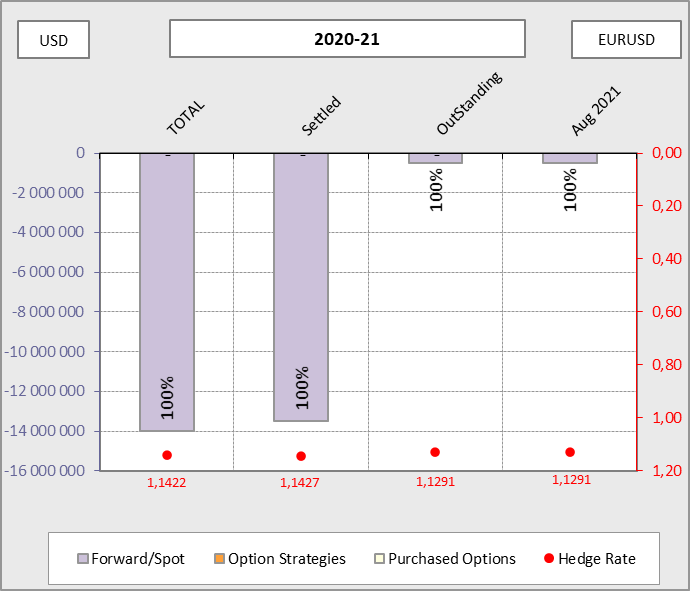 USD 2020-21 EURUSD
TOTAL Settled OutStanding Aug 2021
0 - - - 0,00
100% 100%
-2 000 000 0,20
-4 000 000 0,40
-6 000 000 0,60
-8 000 000
-10 000 000 0,80
100% 100%
-12 000 000 1,00
-14 000 000
-16 000 000 1,20
1,1422 1,1427 1,1291 1,1291
Forward/Spot Option Strategies Purchased Options Hedge Rate